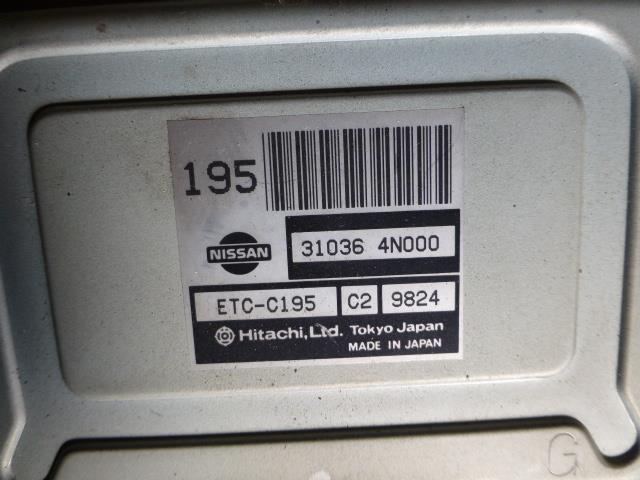 195
NISSAN
31036 4N000
ETC-C195 C2 9824
Hitachi,Ltd. Tokyo Japan
MADE IN JAPAN
G